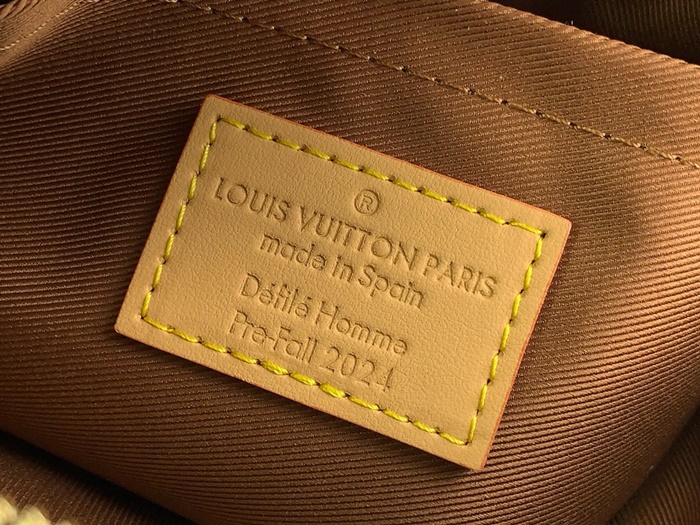 ®
LOUIS VUITTON PARIS
made in Spain
Défilé Homme
Pre-Fall 2024